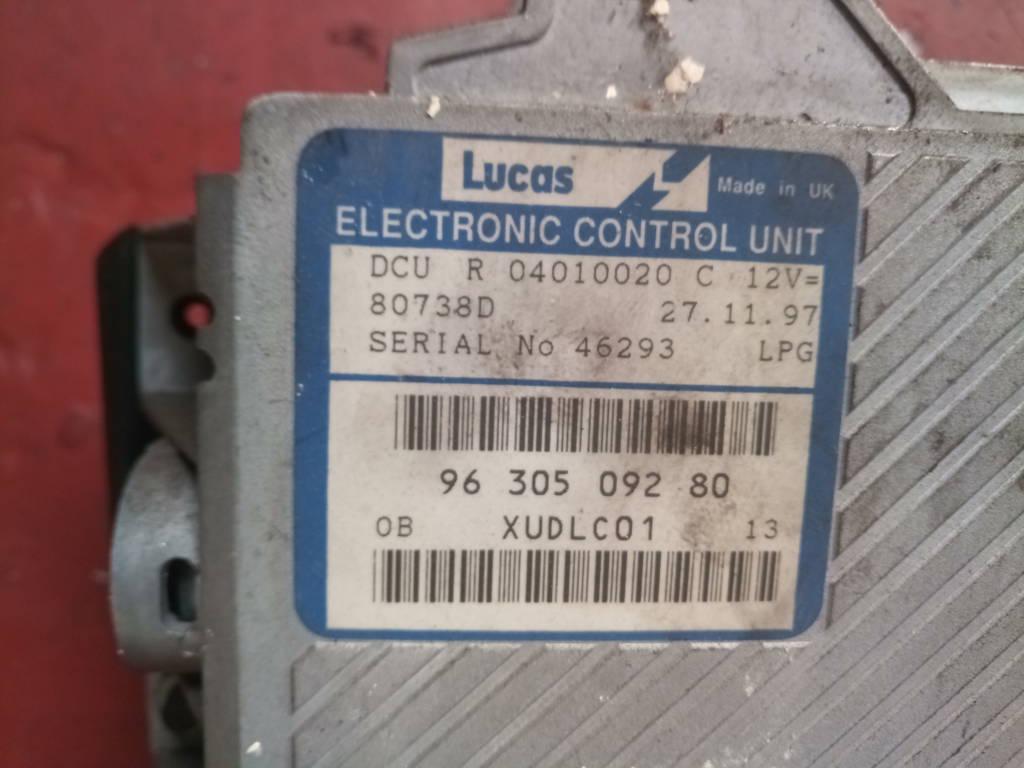 Lucas Made in UK
ELECTRONIC CONTROL UNIT
DCU R 04010020 C 12V=
80738D 27.11.97
SERIAL No 46293 LPG
96 305 092 80
OB XUDLC01 13